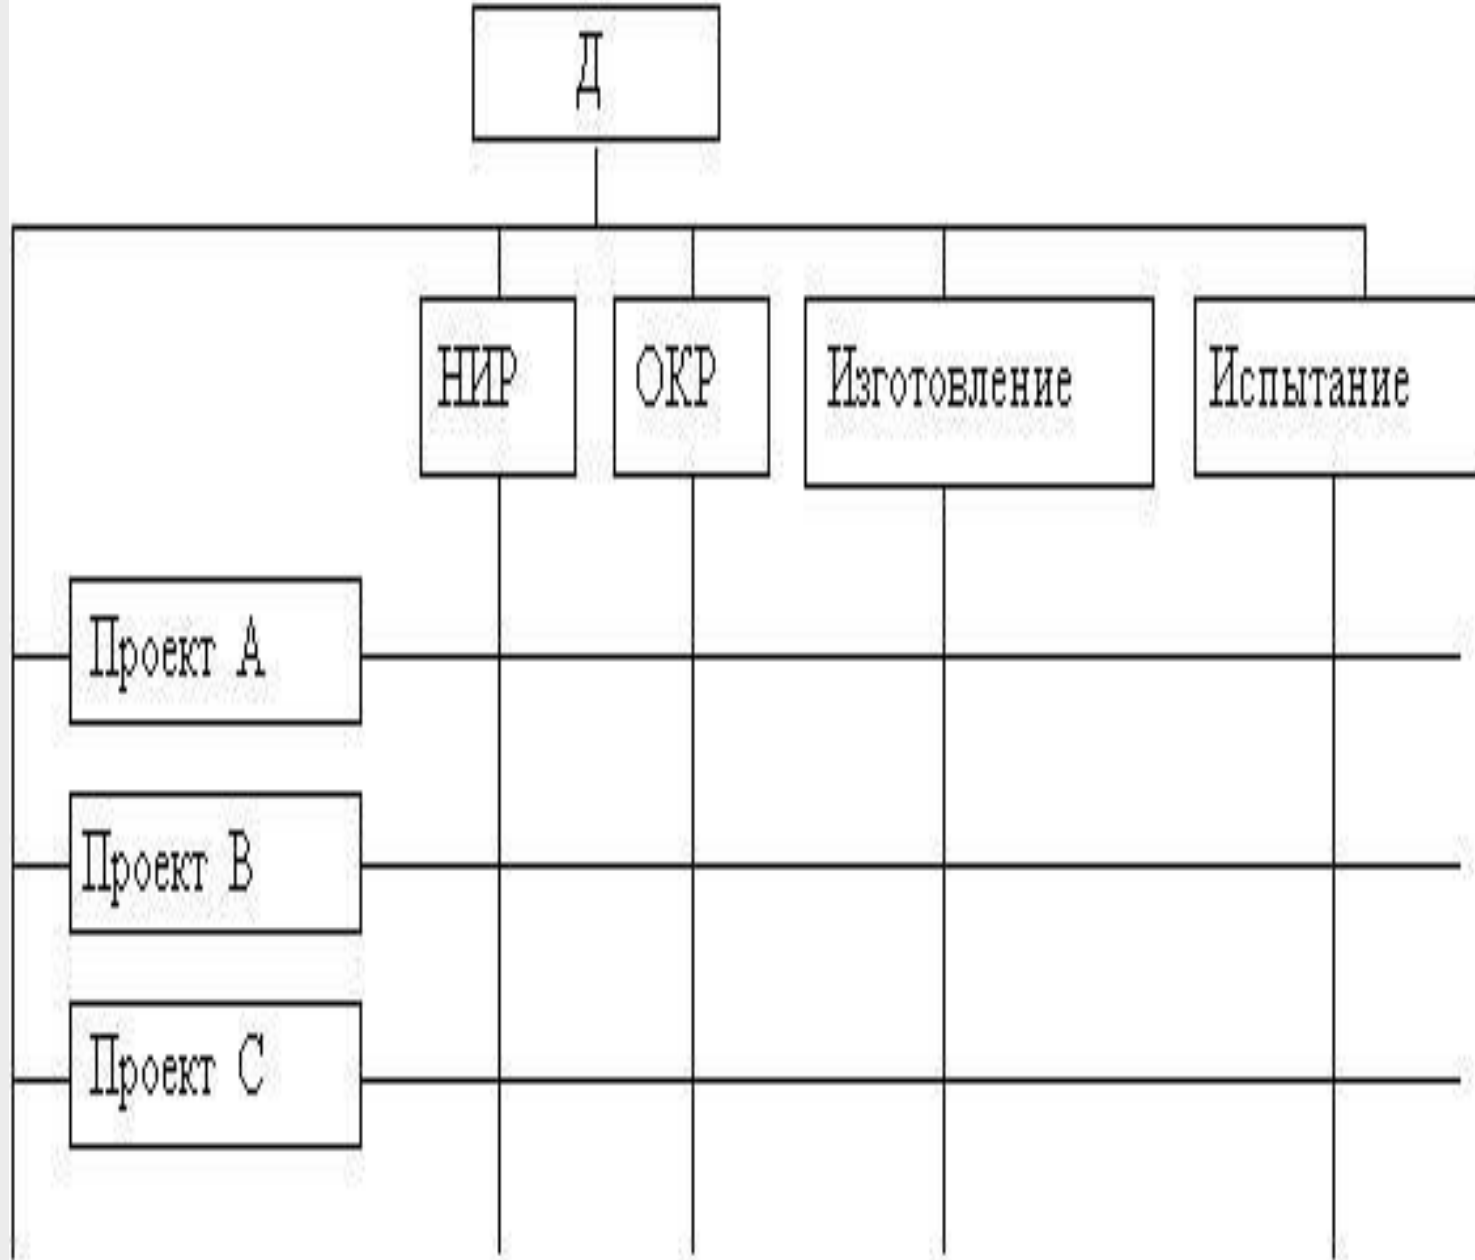 Д
НИР
ОКР
Изготовление
Испытание
Проект А
Проект В
Проект С